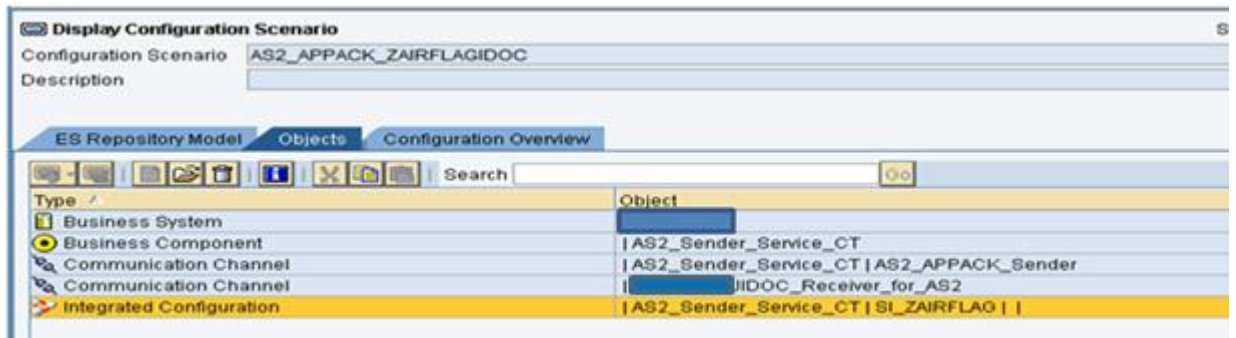 Display Configuration Scenario S
Configuration Scenario AS2_APPACK_ZAIRFLAGIDOC
Description
ES Repository Model Objects Configuration Overview
Search Go
Type Object
Business System
Business Component | AS2_Sender_Service_CT
Communication Channel | AS2_Sender_Service_CT | AS2_APPACK_Sender
Communication Channel | IDOC_Receiver_for_AS2
Integrated Configuration | AS2_Sender_Service_CT | SI_ZAIRFLAG | |